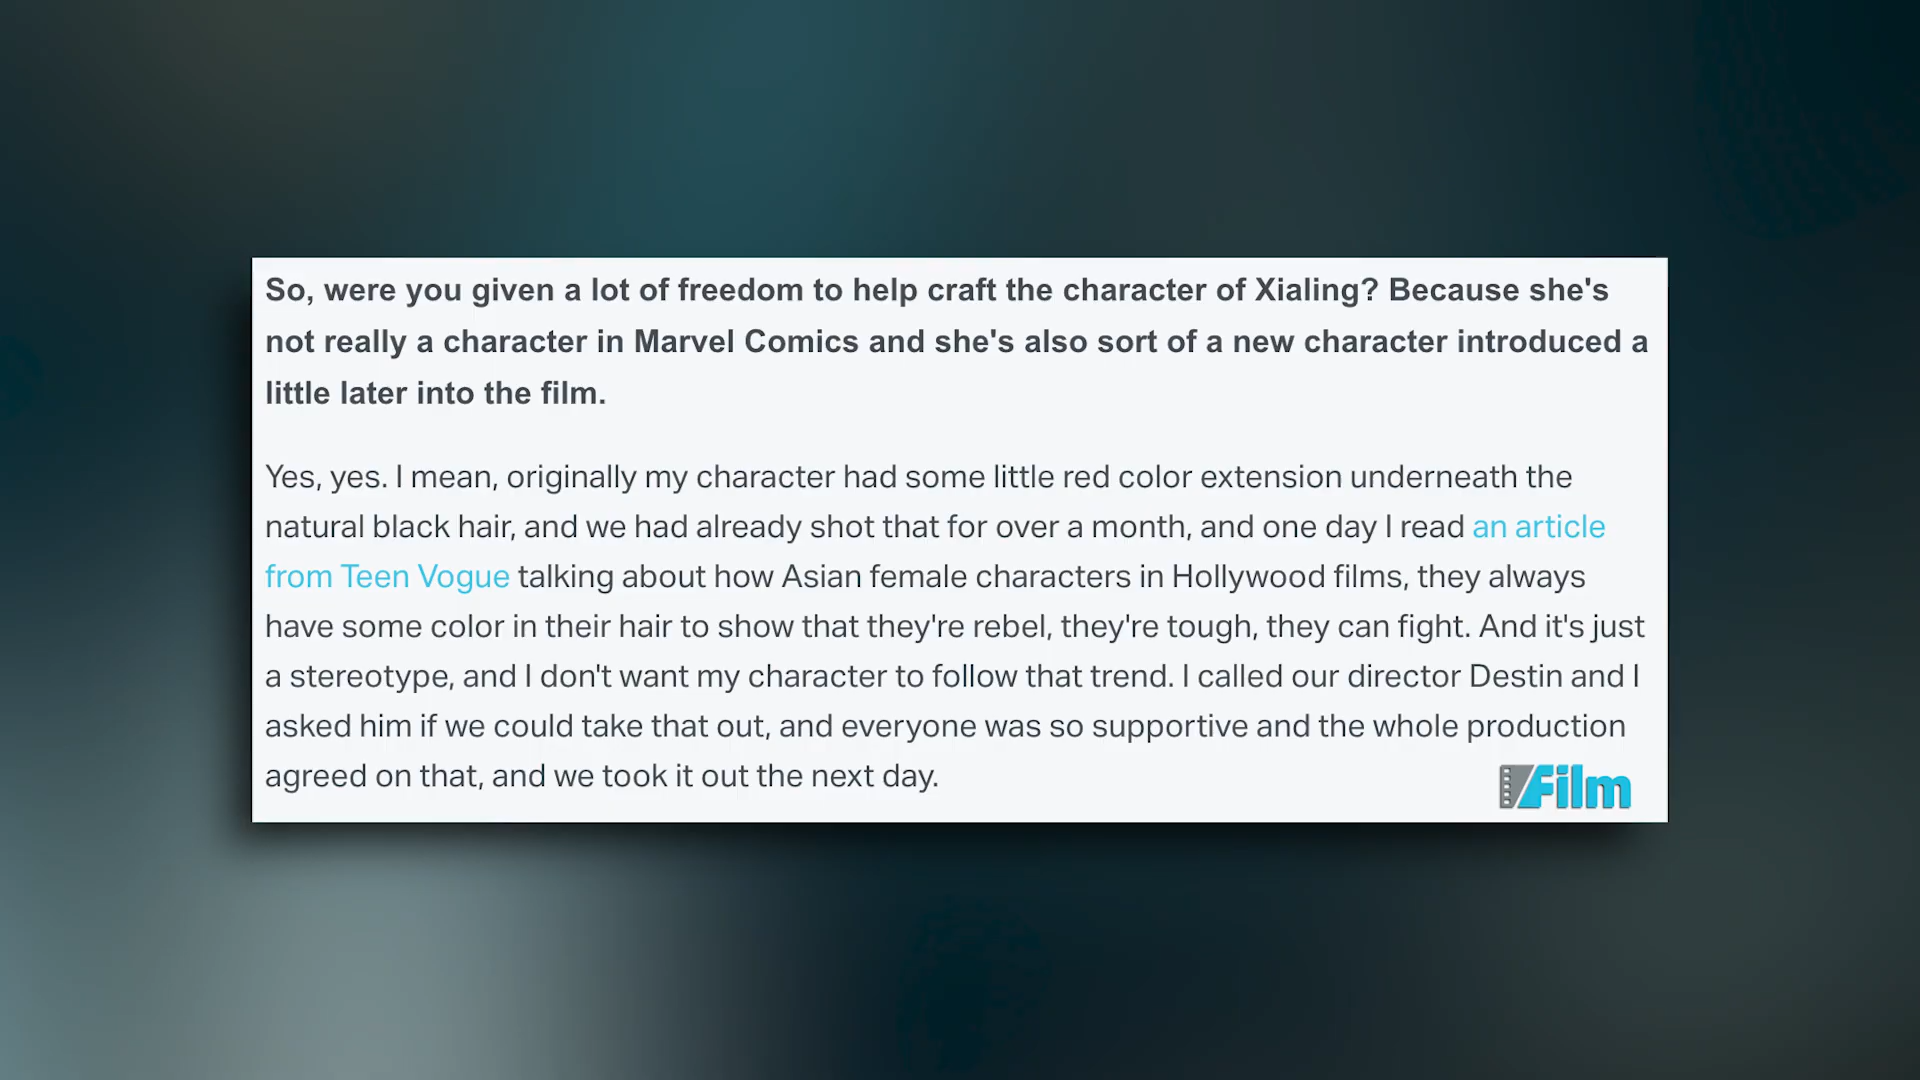 So, were you given a lot of freedom to help craft the character of Xialing? Because she's
not really a character in Marvel Comics and she's also sort of a new character introduced a
little later into the film.
Yes, yes. I mean, originally my character had some little red color extension underneath the
natural black hair, and we had already shot that for over a month, and one day I read an article
from Teen Vogue talking about how Asian female characters in Hollywood films, they always
have some color in their hair to show that they're rebel, they're tough, they can fight. And it's just
a stereotype, and I don't want my character to follow that trend. I called our director Destin and I
asked him if we could take that out, and everyone was so supportive and the whole production
agreed on that, and we took it out the next day.
/Film